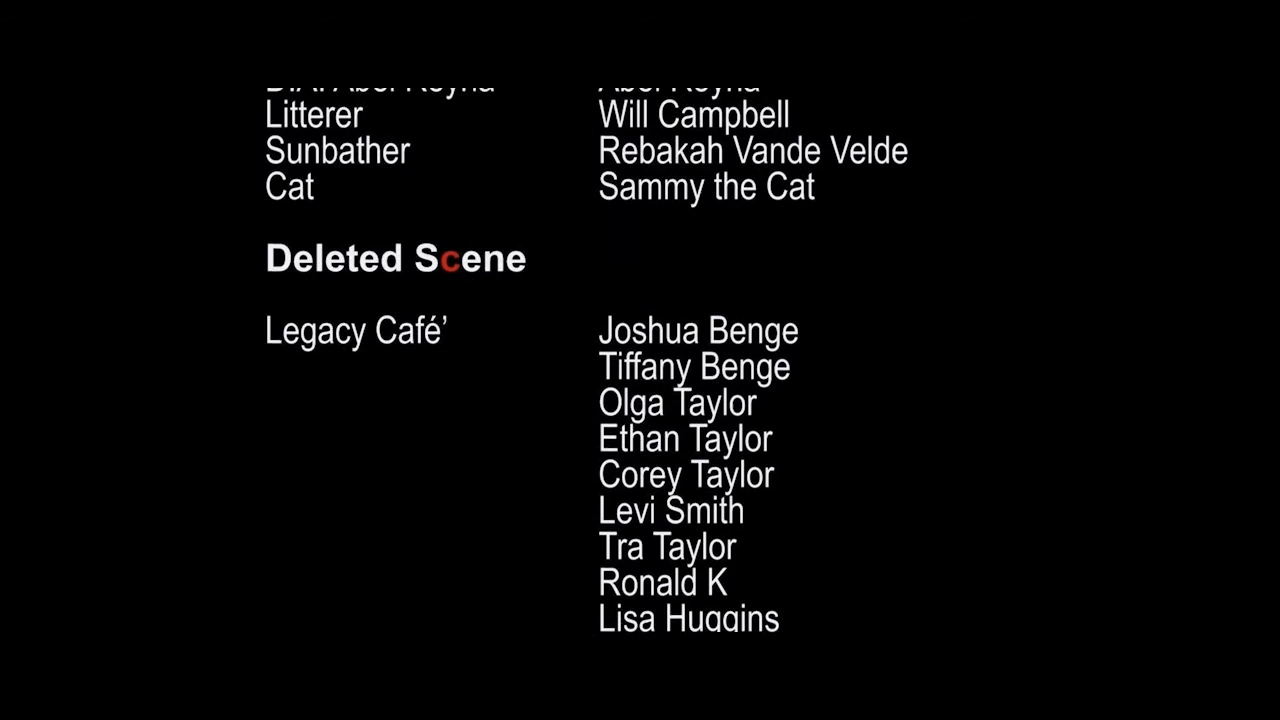 Litterer Will Campbell
Sunbather Rebakah Vande Velde
Cat Sammy the Cat
Deleted Scene
Legacy Café’ Joshua Benge
Tiffany Benge
Olga Taylor
Ethan Taylor
Corey Taylor
Levi Smith
Tra Taylor
Ronald K
Lisa Huggins